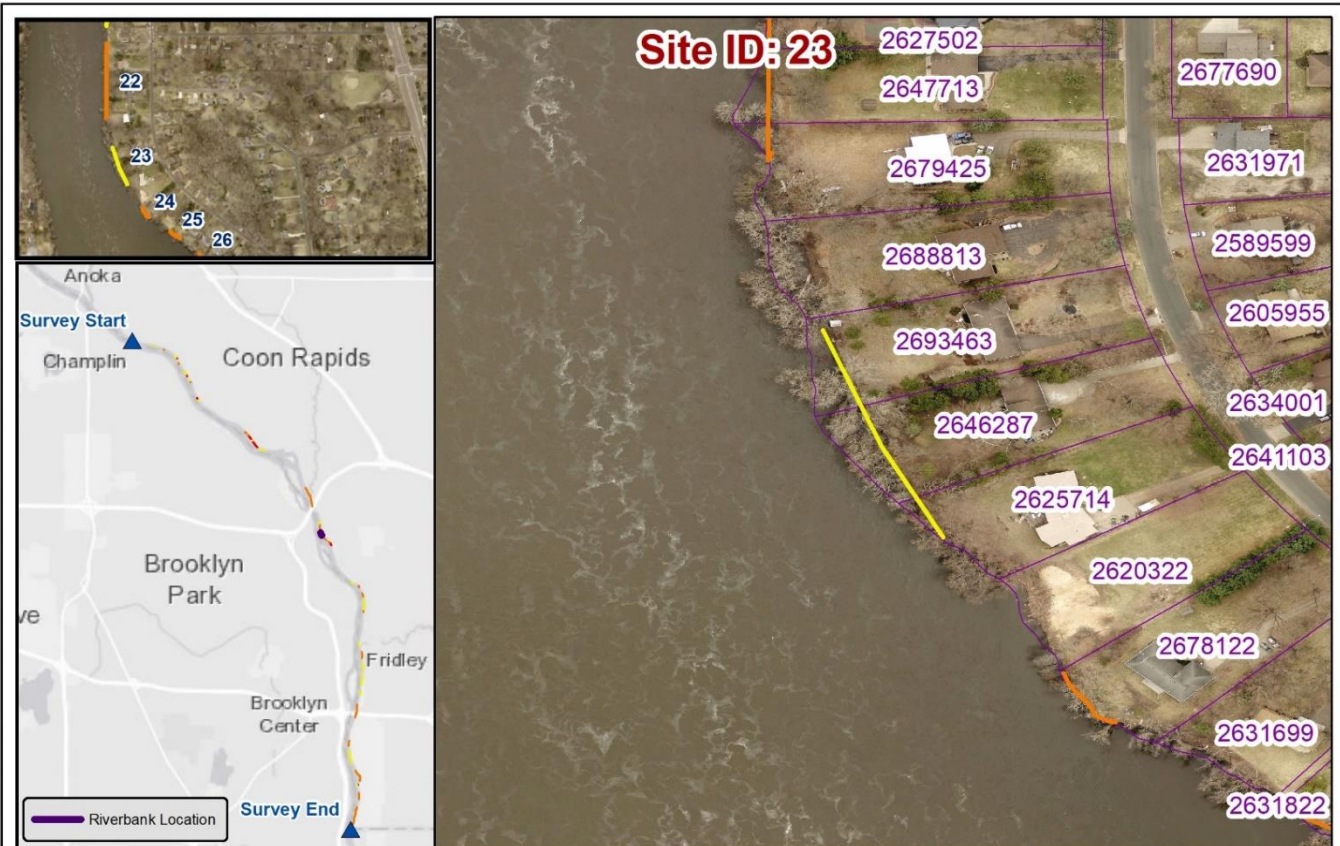 22
23
24
25
26
Anoka
Survey Start
Champlin
Coon Rapids
Brooklyn
Park
ve
Fridley
Brooklyn
Center
Survey End
Riverbank Location
Site ID: 23
2627502
2647713
2677690
2679425
2631971
2688813
2589599
2605955
2693463
2646287
2634001
2641103
2625714
2620322
2678122
2631699
2631822